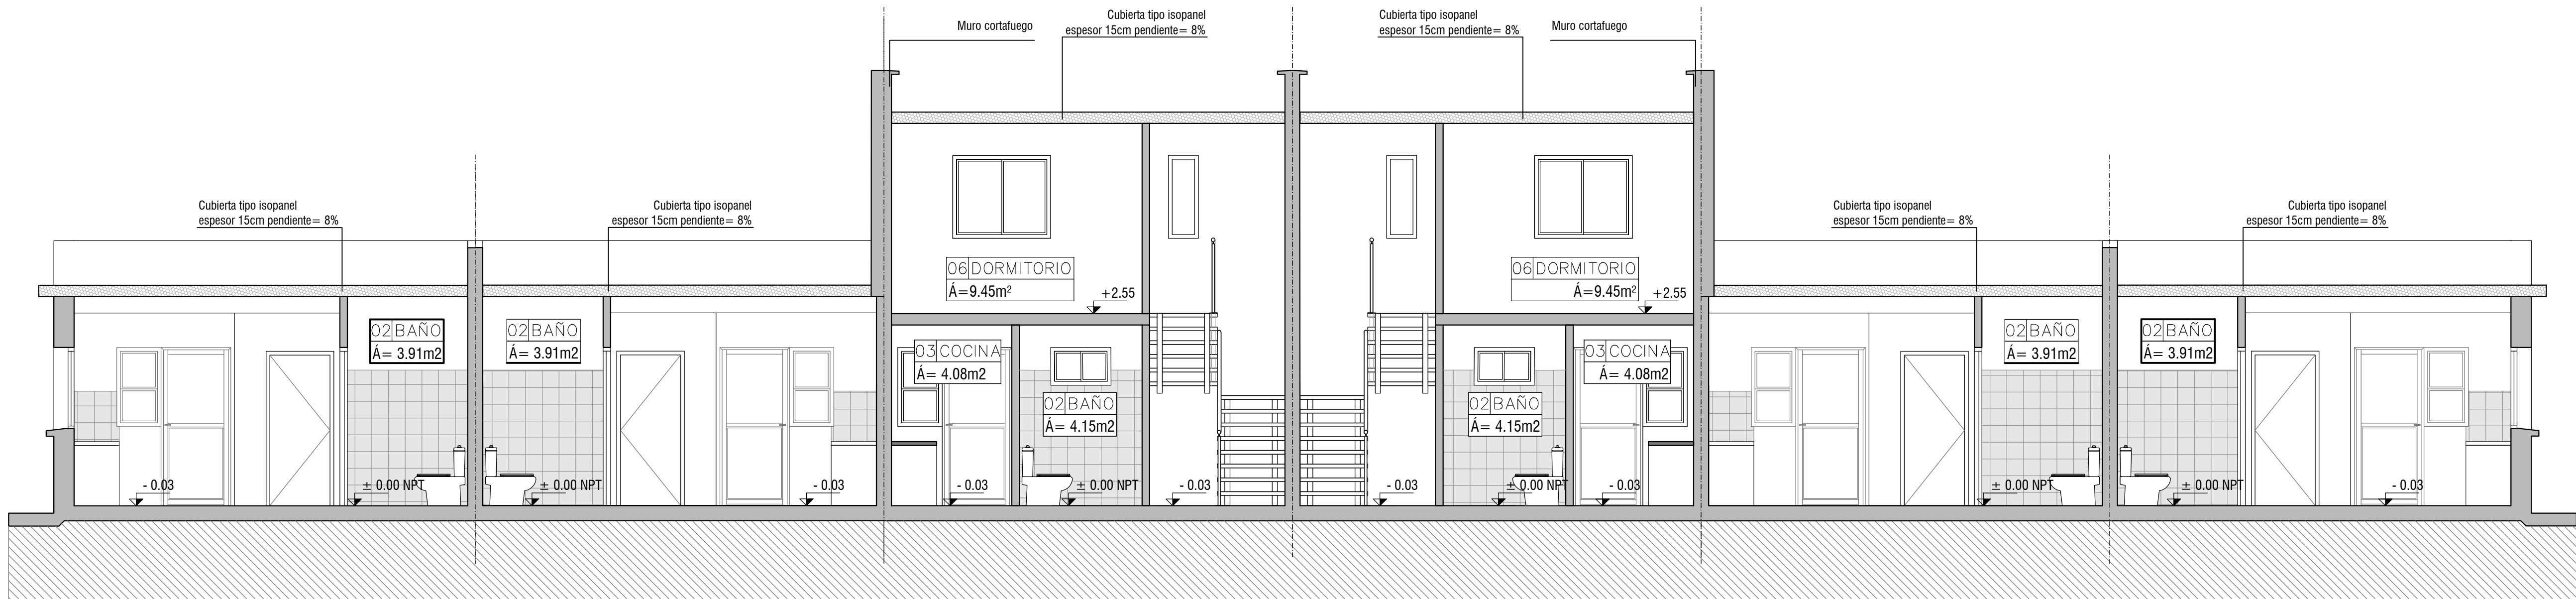 Muro cortafuego
Cubierta tipo isopanel
espesor 15cm pendiente= 8%
Cubierta tipo isopanel
espesor 15cm pendiente= 8%
Muro cortafuego
Cubierta tipo isopanel
espesor 15cm pendiente= 8%
Cubierta tipo isopanel
espesor 15cm pendiente= 8%
Cubierta tipo isopanel
espesor 15cm pendiente= 8%
Cubierta tipo isopanel
espesor 15cm pendiente= 8%
06 DORMITORIO
Á=9.45m²
+2.55
06 DORMITORIO
Á=9.45m²
+2.55
02 BAÑO
Á= 3.91m2
02 BAÑO
Á= 3.91m2
03 COCINA
Á= 4.08m2
02 BAÑO
Á= 4.15m2
02 BAÑO
Á= 4.15m2
03 COCINA
Á= 4.08m2
02 BAÑO
Á= 3.91m2
02 BAÑO
Á= 3.91m2
- 0.03
± 0.00 NPT
± 0.00 NPT
- 0.03
- 0.03
± 0.00 NPT
- 0.03
- 0.03
± 0.00 NPT
- 0.03
± 0.00 NPT
± 0.00 NPT
- 0.03